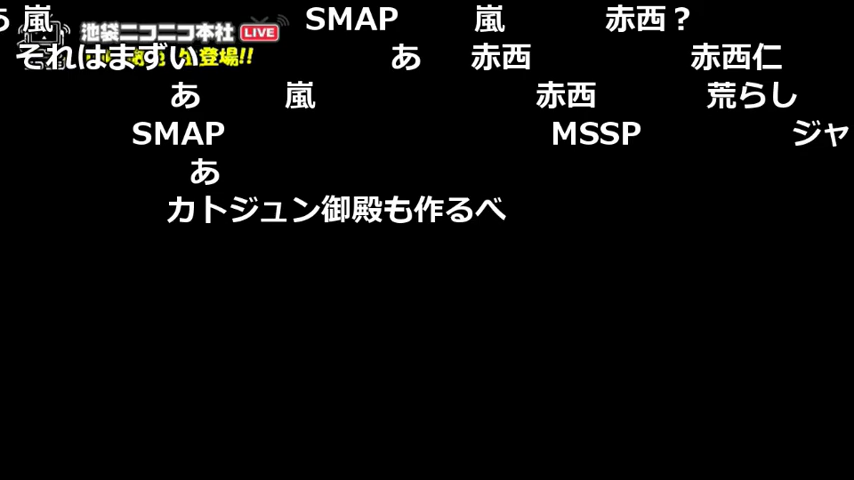 う 嵐 SMAP 嵐 赤西？
池袋ニコニコ本社 LIVE
それはまずい あ 赤西 赤西仁
登場!!
あ 嵐 赤西 荒らし
SMAP MSSP ジャ
あ
カトジュン御殿も作るべ